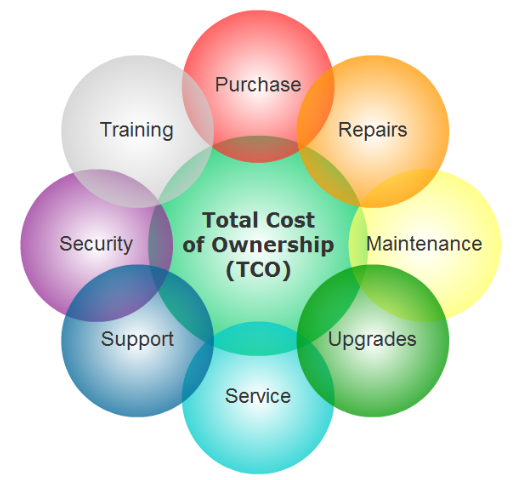 Purchase
Training
Repairs
Total Cost
of Ownership
(TCO)
Security
Maintenance
Support
Upgrades
Service